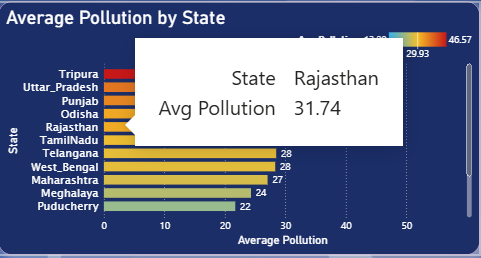 Average Pollution by State
46.57
29.93
State Rajasthan
Avg Pollution 31.74
State
Tripura
Uttar_Pradesh
Punjab
Odisha
Rajasthan
TamilNadu
Telangana 28
West_Bengal 28
Maharashtra 27
Meghalaya 24
Puducherry 22
0 10 20 30 40 50
Average Pollution